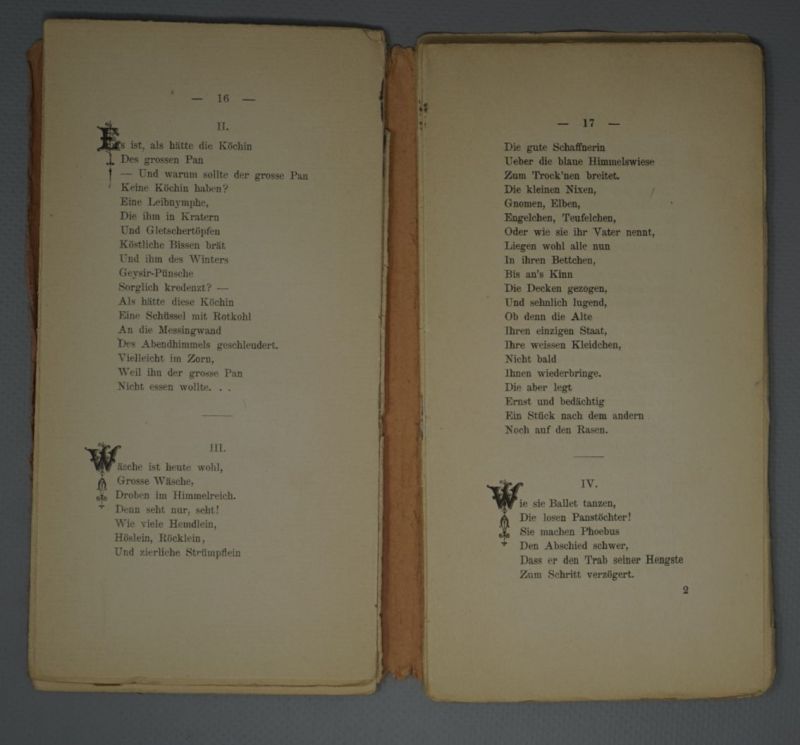 — 16 —
II.
Es ist, als hätte die Köchin
Des grossen Pan
— Und warum sollte der grosse Pan
Keine Köchin haben?
Eine Leibnymphe,
Die ihm in Kratern
Und Gletschertöpfen
Köstliche Bissen brät
Und ihm des Winters
Geysir-Pünsche
Sorglich kredenzt? —
Als hätte diese Köchin
Eine Schüssel mit Rotkohl
An die Messingwand
Des Abendhimmels geschleudert.
Vielleicht im Zorn,
Weil ihn der grosse Pan
Nicht essen wollte. . .
III.
Wäsche ist heute wohl,
Grosse Wäsche,
Droben im Himmelreich.
Denn seht nur, seht!
Wie viele Hemdlein,
Höslein, Röcklein,
Und zierliche Strümpflein
— 17 —
Die gute Schaffnerin
Ueber die blaue Himmelswiese
Zum Trock'nen breitet.
Die kleinen Nixen,
Gnomen, Elben,
Engelchen, Teufelchen,
Oder wie sie ihr Vater nennt,
Liegen wohl alle nun
In ihren Bettchen,
Bis an's Kinn
Die Decken gezogen,
Und sehnlich lugend,
Ob denn die Alte
Ihren einzigen Staat,
Ihre weissen Kleidchen,
Nicht bald
Ihnen wiederbringe.
Die aber legt
Ernst und bedächtig
Ein Stück nach dem andern
Noch auf den Rasen.
IV.
Wie sie Ballet tanzen,
Die losen Panstöchter!
Sie machen Phoebus
Den Abschied schwer,
Dass er den Trab seiner Hengste
Zum Schritt verzögert.
2